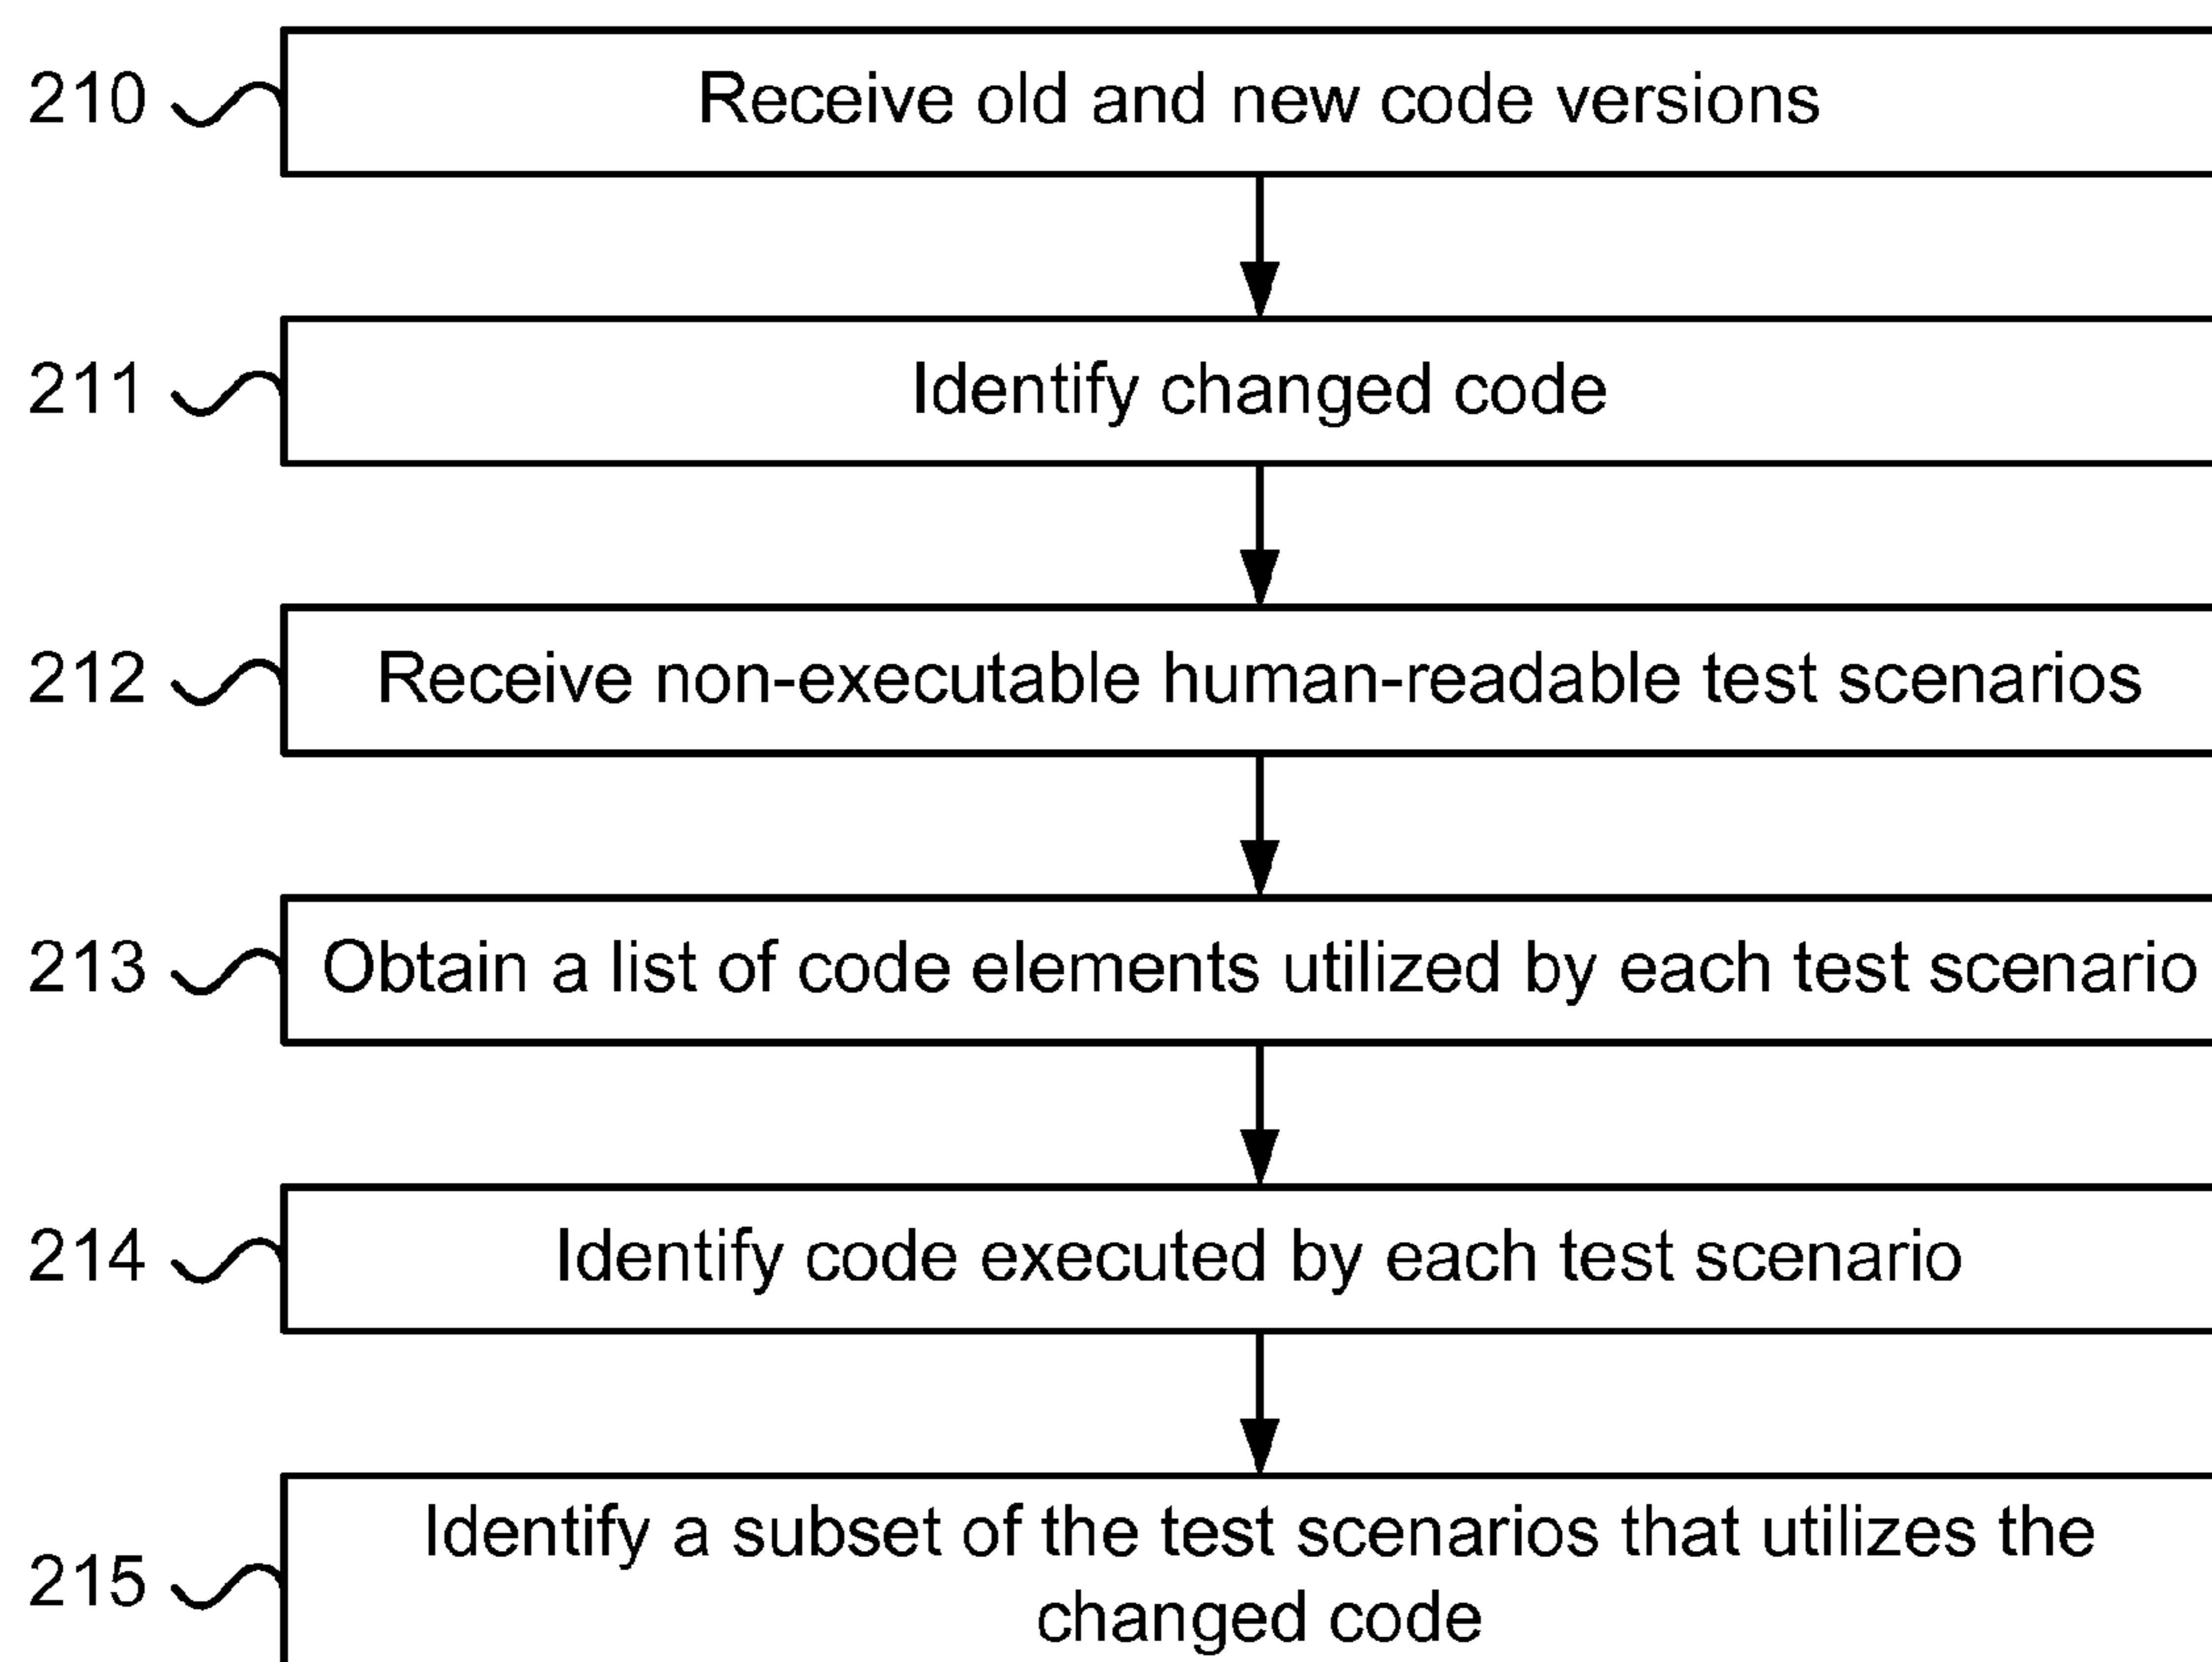 210 Receive old and new code versions
211 Identify changed code
212 Receive non-executable human-readable test scenarios
213 Obtain a list of code elements utilized by each test scenario
214 Identify code executed by each test scenario
Identify a subset of the test scenarios that utilizes the
215 changed code